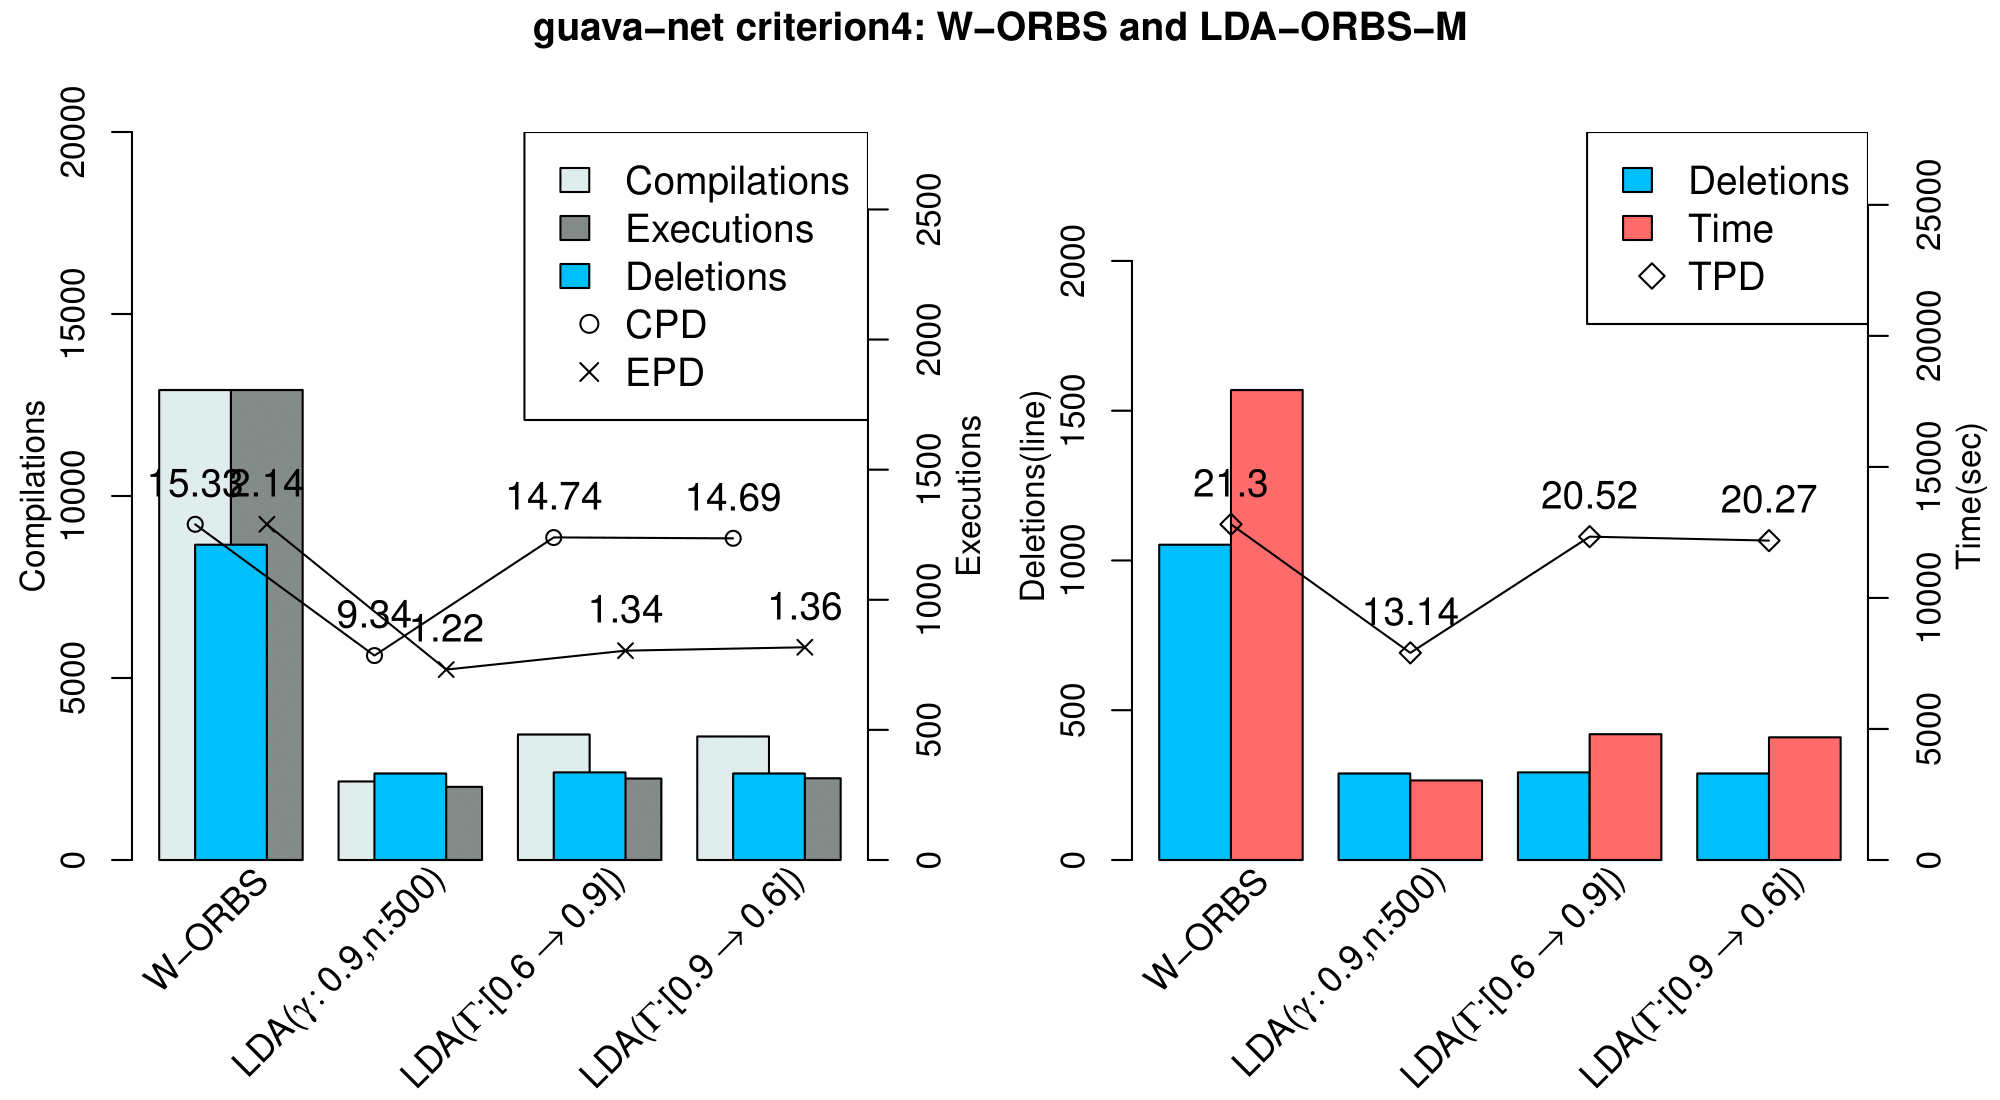 guava−net criterion4: W−ORBS and LDA−ORBS−M
Compilations
0
5000
10000
15000
20000
Compilations
Executions
Deletions
CPD
EPD
15.33
2.14
9.34
1.22
14.74
1.34
14.69
1.36
0
500
1000
1500
2000
2500
Executions
W−ORBS
LDA(γ: 0.9,n:500)
LDA(Γ:[0.6 → 0.9])
LDA(Γ:[0.9 → 0.6])
Deletions(line)
0
500
1000
1500
2000
Deletions
Time
TPD
21.3
13.14
20.52
20.27
0
5000
10000
15000
20000
25000
Time(sec)
W−ORBS
LDA(γ: 0.9,n:500)
LDA(Γ:[0.6 → 0.9])
LDA(Γ:[0.9 → 0.6])